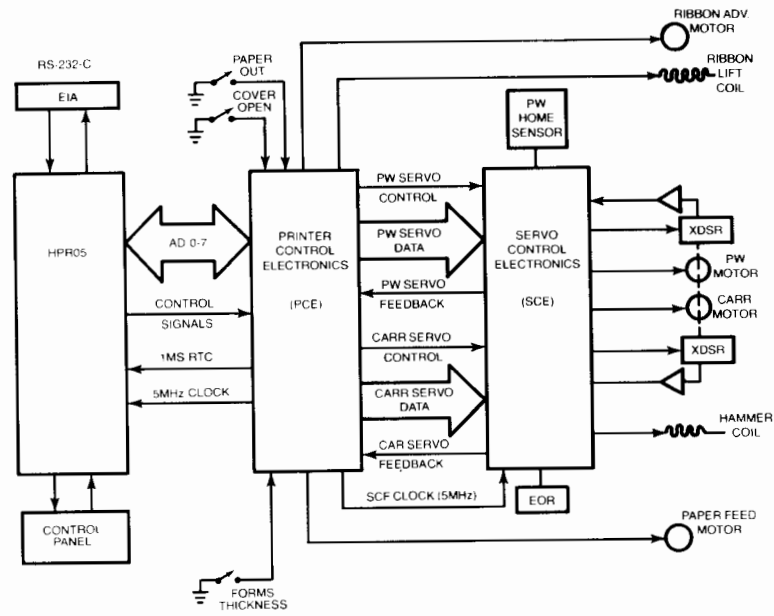 RIBBON ADV.
MOTOR
RS-232-C
PAPER
OUT
RIBBON
LIFT
COIL
EIA
COVER
OPEN
PW
HOME
SENSOR
HPR05
AD 0-7
PRINTER
CONTROL
ELECTRONICS
(PCE)
PW SERVO
CONTROL
PW SERVO
DATA
PW SERVO
FEEDBACK
CARR SERVO
CONTROL
CARR SERVO
DATA
CAR SERVO
FEEDBACK
SERVO
CONTROL
ELECTRONICS
(SCE)
XDSR
PW
MOTOR
CARR
MOTOR
XDSR
CONTROL
SIGNALS
1MS RTC
5MHz CLOCK
HAMMER
COIL
SCF CLOCK (5MHz)
EOR
CONTROL
PANEL
PAPER FEED
MOTOR
FORMS
THICKNESS